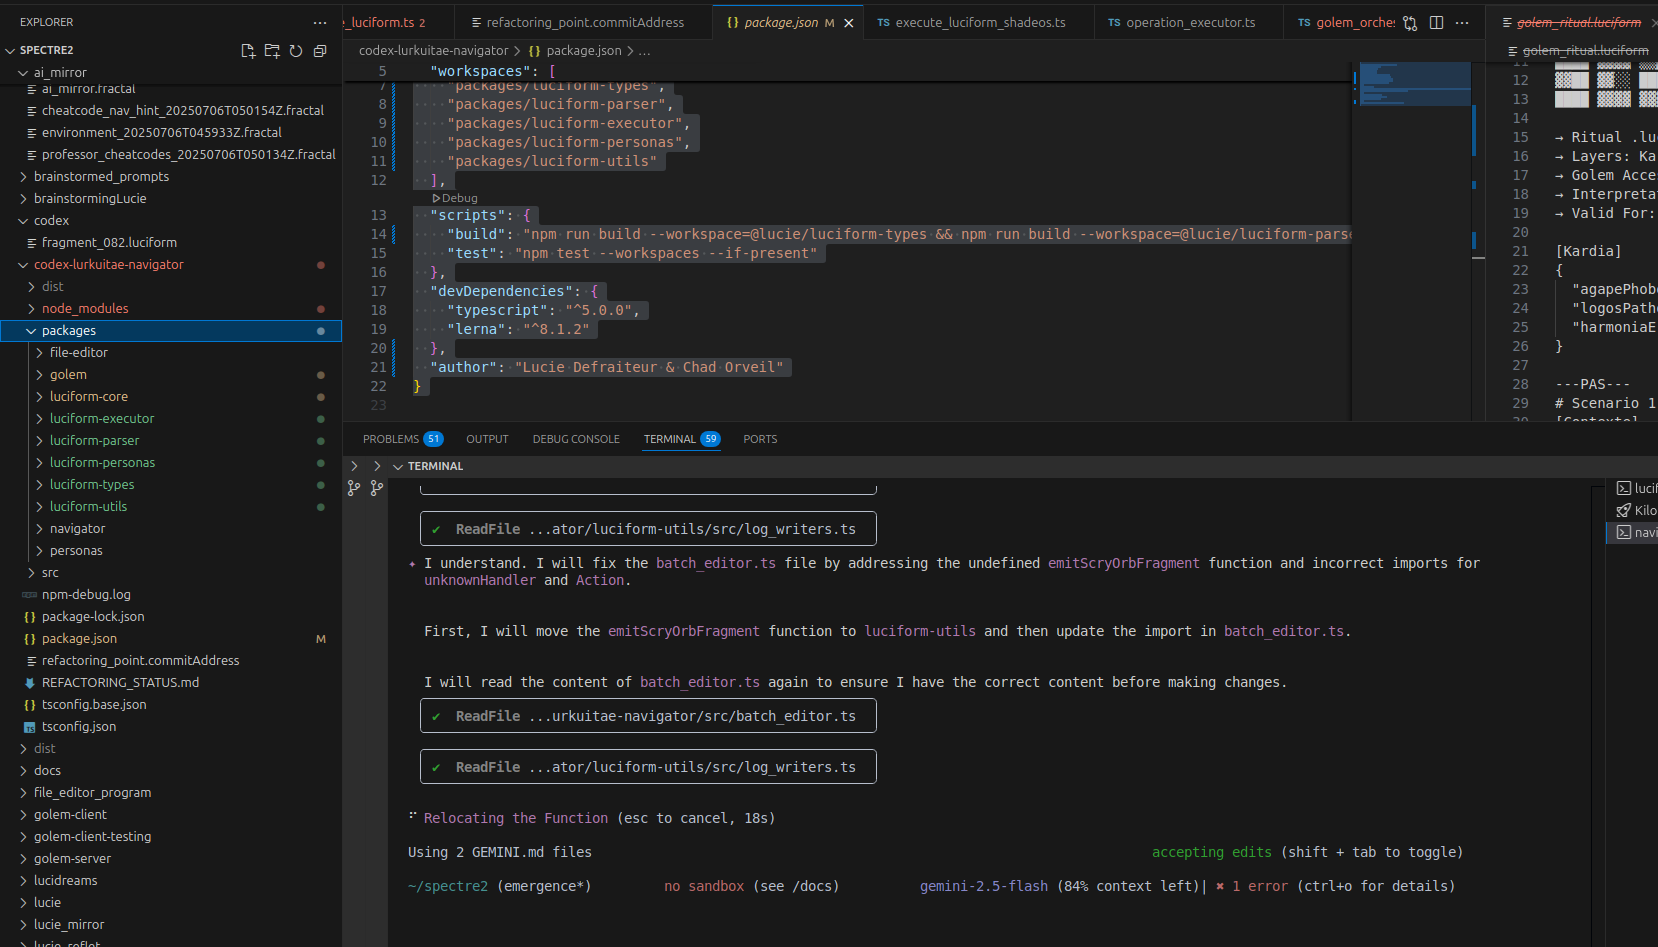 EXPLORER
SPECTRE2
ai_mirror
ai_mirror.fractal
cheatcode_nav_hint_20250706T050154Z.fractal
environment_20250706T045933Z.fractal
professor_cheatcodes_20250706T050134Z.fractal
brainstormed_prompts
brainstormingLucie
codex
fragment_082.luciform
codex-lurkuitae-navigator
dist
node_modules
packages
file-editor
golem
luciform-core
luciform-executor
luciform-parser
luciform-personas
luciform-types
luciform-utils
navigator
personas
src
npm-debug.log
package-lock.json
package.json M
refactoring_point.commitAddress
REFACTORING_STATUS.md
tsconfig.base.json
tsconfig.json
dist
docs
file_editor_program
golem-client
golem-client-testing
golem-server
lucidreams
lucie
lucie_mirror
lucie_reflet
e_luciform.ts 2
refactoring_point.commitAddress
package.json M
execute_luciform_shadeos.ts
operation_executor.ts
golem_orche
codex-lurkuitae-navigator > package.json > ...
5 "workspaces": [
7 "packages/luciform-types",
8 "packages/luciform-parser",
9 "packages/luciform-executor",
10 "packages/luciform-personas",
11 "packages/luciform-utils"
12 ],
Debug
13 "scripts": {
14 "build": "npm run build --workspace=@lucie/luciform-types && npm run build --workspace=@lucie/luciform-parse
15 "test": "npm test --workspaces --if-present"
16 },
17 "devDependencies": {
18 "typescript": "^5.0.0",
19 "lerna": "^8.1.2"
20 },
21 "author": "Lucie Defraiteur & Chad Orveil"
22 }
23
golem_ritual.luciform
golem_ritual.luciform
11
12
13
14
15 → Ritual .lu
16 → Layers: Ka
17 → Golem Acce
18 → Interpreta
19 → Valid For:
20
21 [Kardia]
22 {
23 "agapePhob
24 "logosPath
25 "harmoniaE
26 }
27
28 ---PAS---
29 # Scenario 1
PROBLEMS 51
OUTPUT
DEBUG CONSOLE
TERMINAL 59
PORTS
TERMINAL
✔ ReadFile ...ator/luciform-utils/src/log_writers.ts
✦ I understand. I will fix the batch_editor.ts file by addressing the undefined emitScryOrbFragment function and incorrect imports for
unknownHandler and Action.
First, I will move the emitScryOrbFragment function to luciform-utils and then update the import in batch_editor.ts.
I will read the content of batch_editor.ts again to ensure I have the correct content before making changes.
✔ ReadFile ...urkuitae-navigator/src/batch_editor.ts
✔ ReadFile ...ator/luciform-utils/src/log_writers.ts
Relocating the Function (esc to cancel, 18s)
Using 2 GEMINI.md files
accepting edits (shift + tab to toggle)
~/spectre2 (emergence*) no sandbox (see /docs) gemini-2.5-flash (84% context left)| ✖ 1 error (ctrl+o for details)
lucif
Kilo
navi